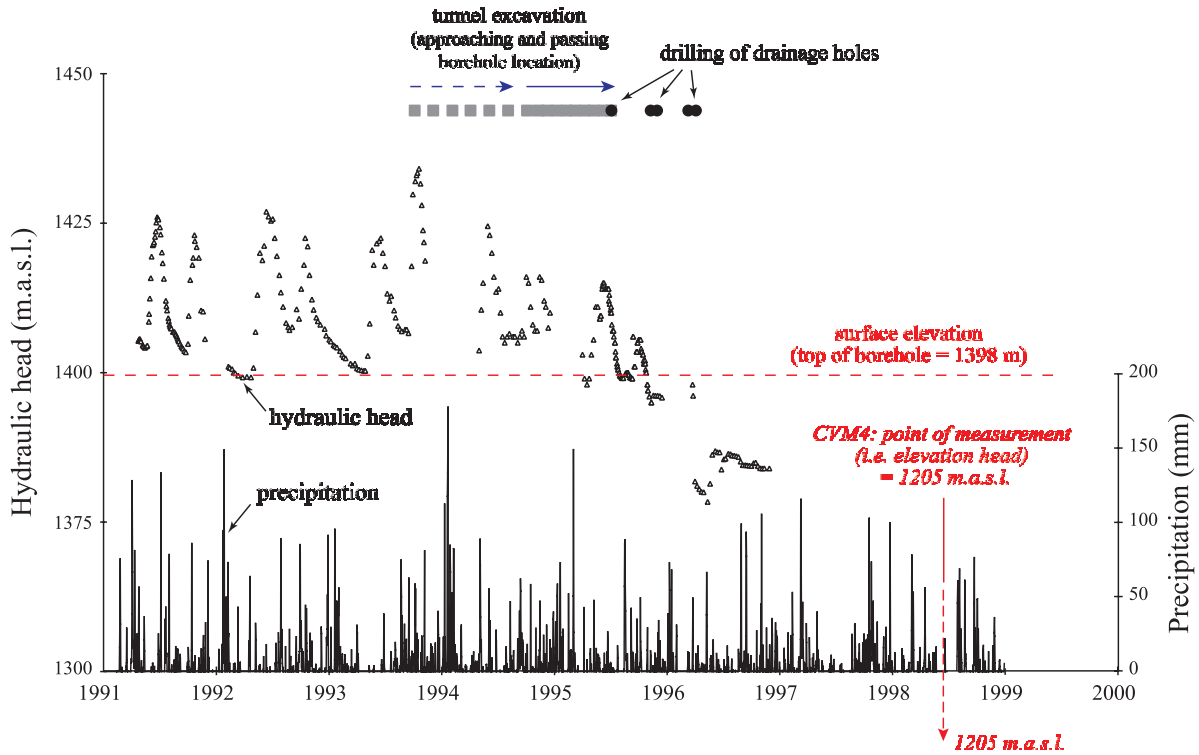 tunnel excavation
(approaching and passing
borehole location)
drilling of drainage holes
1450
1425
1400
1375
1300
Hydraulic head (m.a.s.l.)
surface elevation
(top of borehole = 1398 m)
hydraulic head
precipitation
CVM4: point of measurement
(i.e. elevation head)
= 1205 m.a.s.l.
200
150
100
50
0
Precipitation (mm)
1991 1992 1993 1994 1995 1996 1997 1998 1999 2000
1205 m.a.s.l.